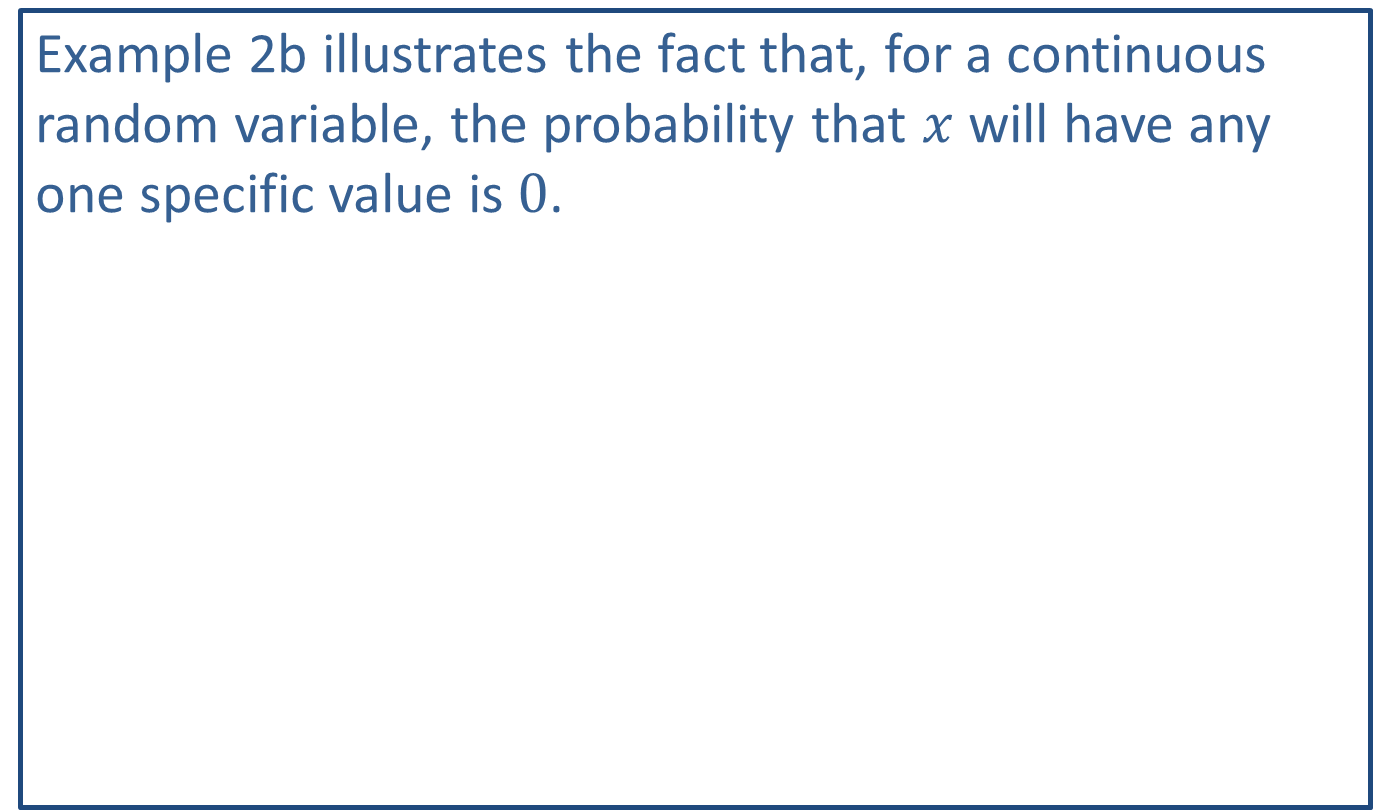 Example 2b illustrates the fact that, for a continuous
random variable, the probability that x will have any
one specific value is 0.